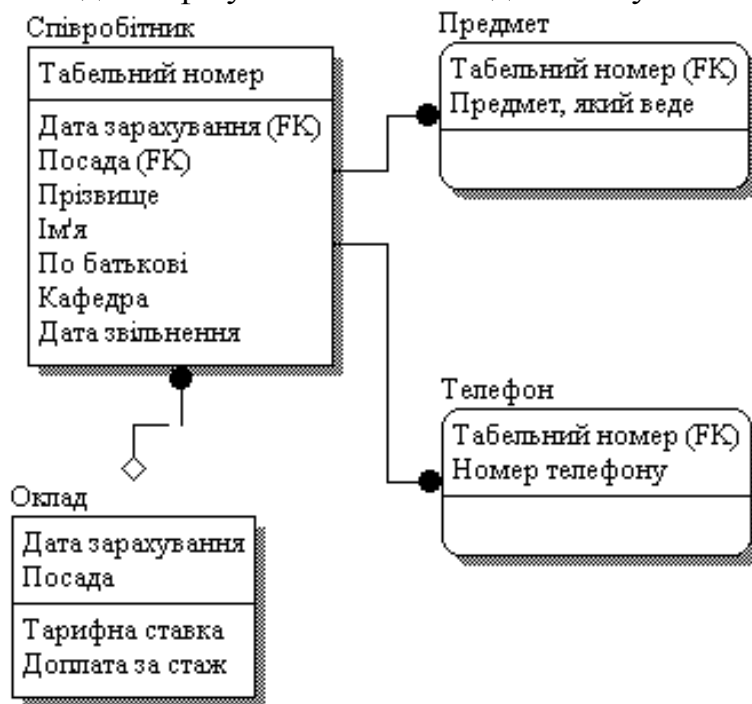 Співробітник
Табельний номер
Дата зарахування (FK)
Посада (FK)
Прізвище
Ім'я
По батькові
Кафедра
Дата звільнення
Предмет
Табельний номер (FK)
Предмет, який веде
Телефон
Табельний номер (FK)
Номер телефону
Оклад
Дата зарахування
Посада
Тарифна ставка
Доплата за стаж